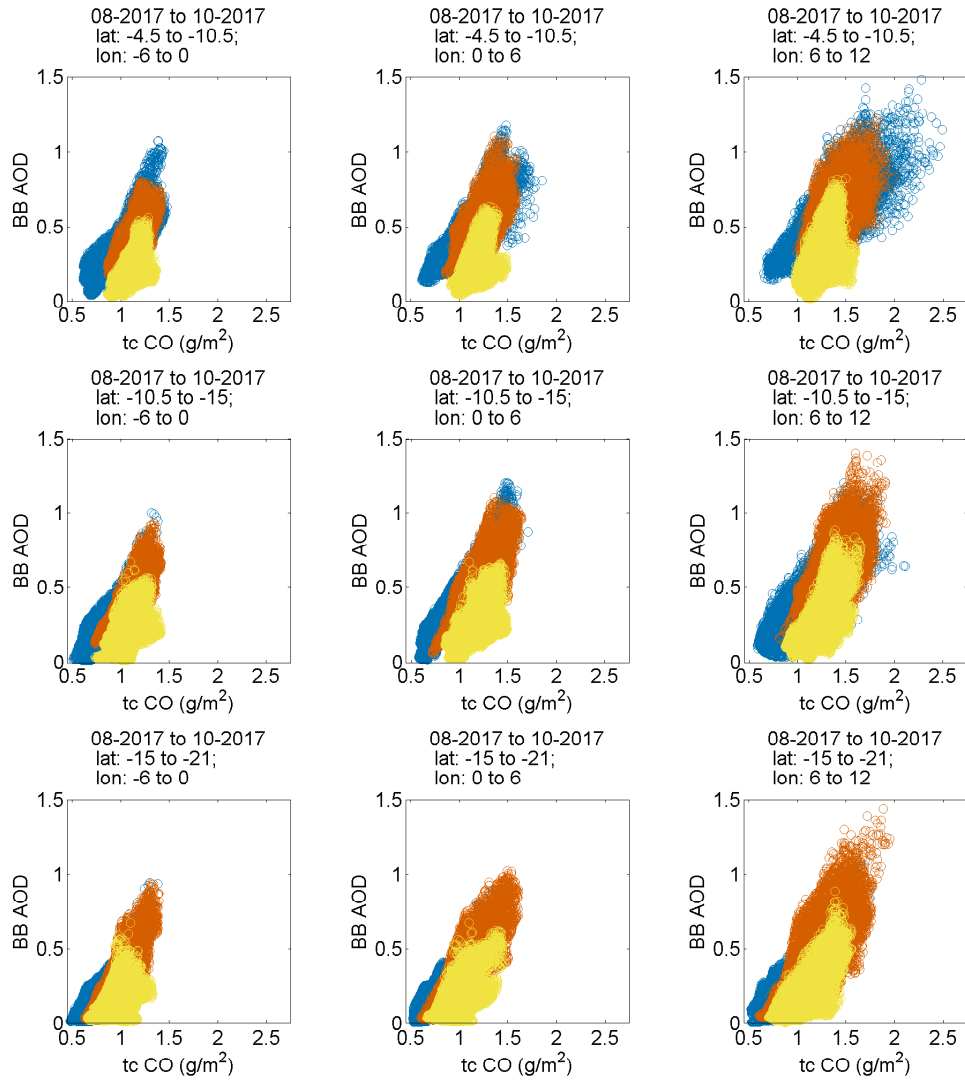 08-2017 to 10-2017
lat: -4.5 to -10.5;
lon: -6 to 0
1.5
1
0.5
0
BB AOD
0.5 1 1.5 2 2.5
tc CO (g/m²)
08-2017 to 10-2017
lat: -4.5 to -10.5;
lon: 0 to 6
1.5
1
0.5
0
BB AOD
0.5 1 1.5 2 2.5
tc CO (g/m²)
08-2017 to 10-2017
lat: -4.5 to -10.5;
lon: 6 to 12
1.5
1
0.5
0
BB AOD
0.5 1 1.5 2 2.5
tc CO (g/m²)
08-2017 to 10-2017
lat: -10.5 to -15;
lon: -6 to 0
1.5
1
0.5
0
BB AOD
0.5 1 1.5 2 2.5
tc CO (g/m²)
08-2017 to 10-2017
lat: -10.5 to -15;
lon: 0 to 6
1.5
1
0.5
0
BB AOD
0.5 1 1.5 2 2.5
tc CO (g/m²)
08-2017 to 10-2017
lat: -10.5 to -15;
lon: 6 to 12
1.5
1
0.5
0
BB AOD
0.5 1 1.5 2 2.5
tc CO (g/m²)
08-2017 to 10-2017
lat: -15 to -21;
lon: -6 to 0
1.5
1
0.5
0
BB AOD
0.5 1 1.5 2 2.5
tc CO (g/m²)
08-2017 to 10-2017
lat: -15 to -21;
lon: 0 to 6
1.5
1
0.5
0
BB AOD
0.5 1 1.5 2 2.5
tc CO (g/m²)
08-2017 to 10-2017
lat: -15 to -21;
lon: 6 to 12
1.5
1
0.5
0
BB AOD
0.5 1 1.5 2 2.5
tc CO (g/m²)